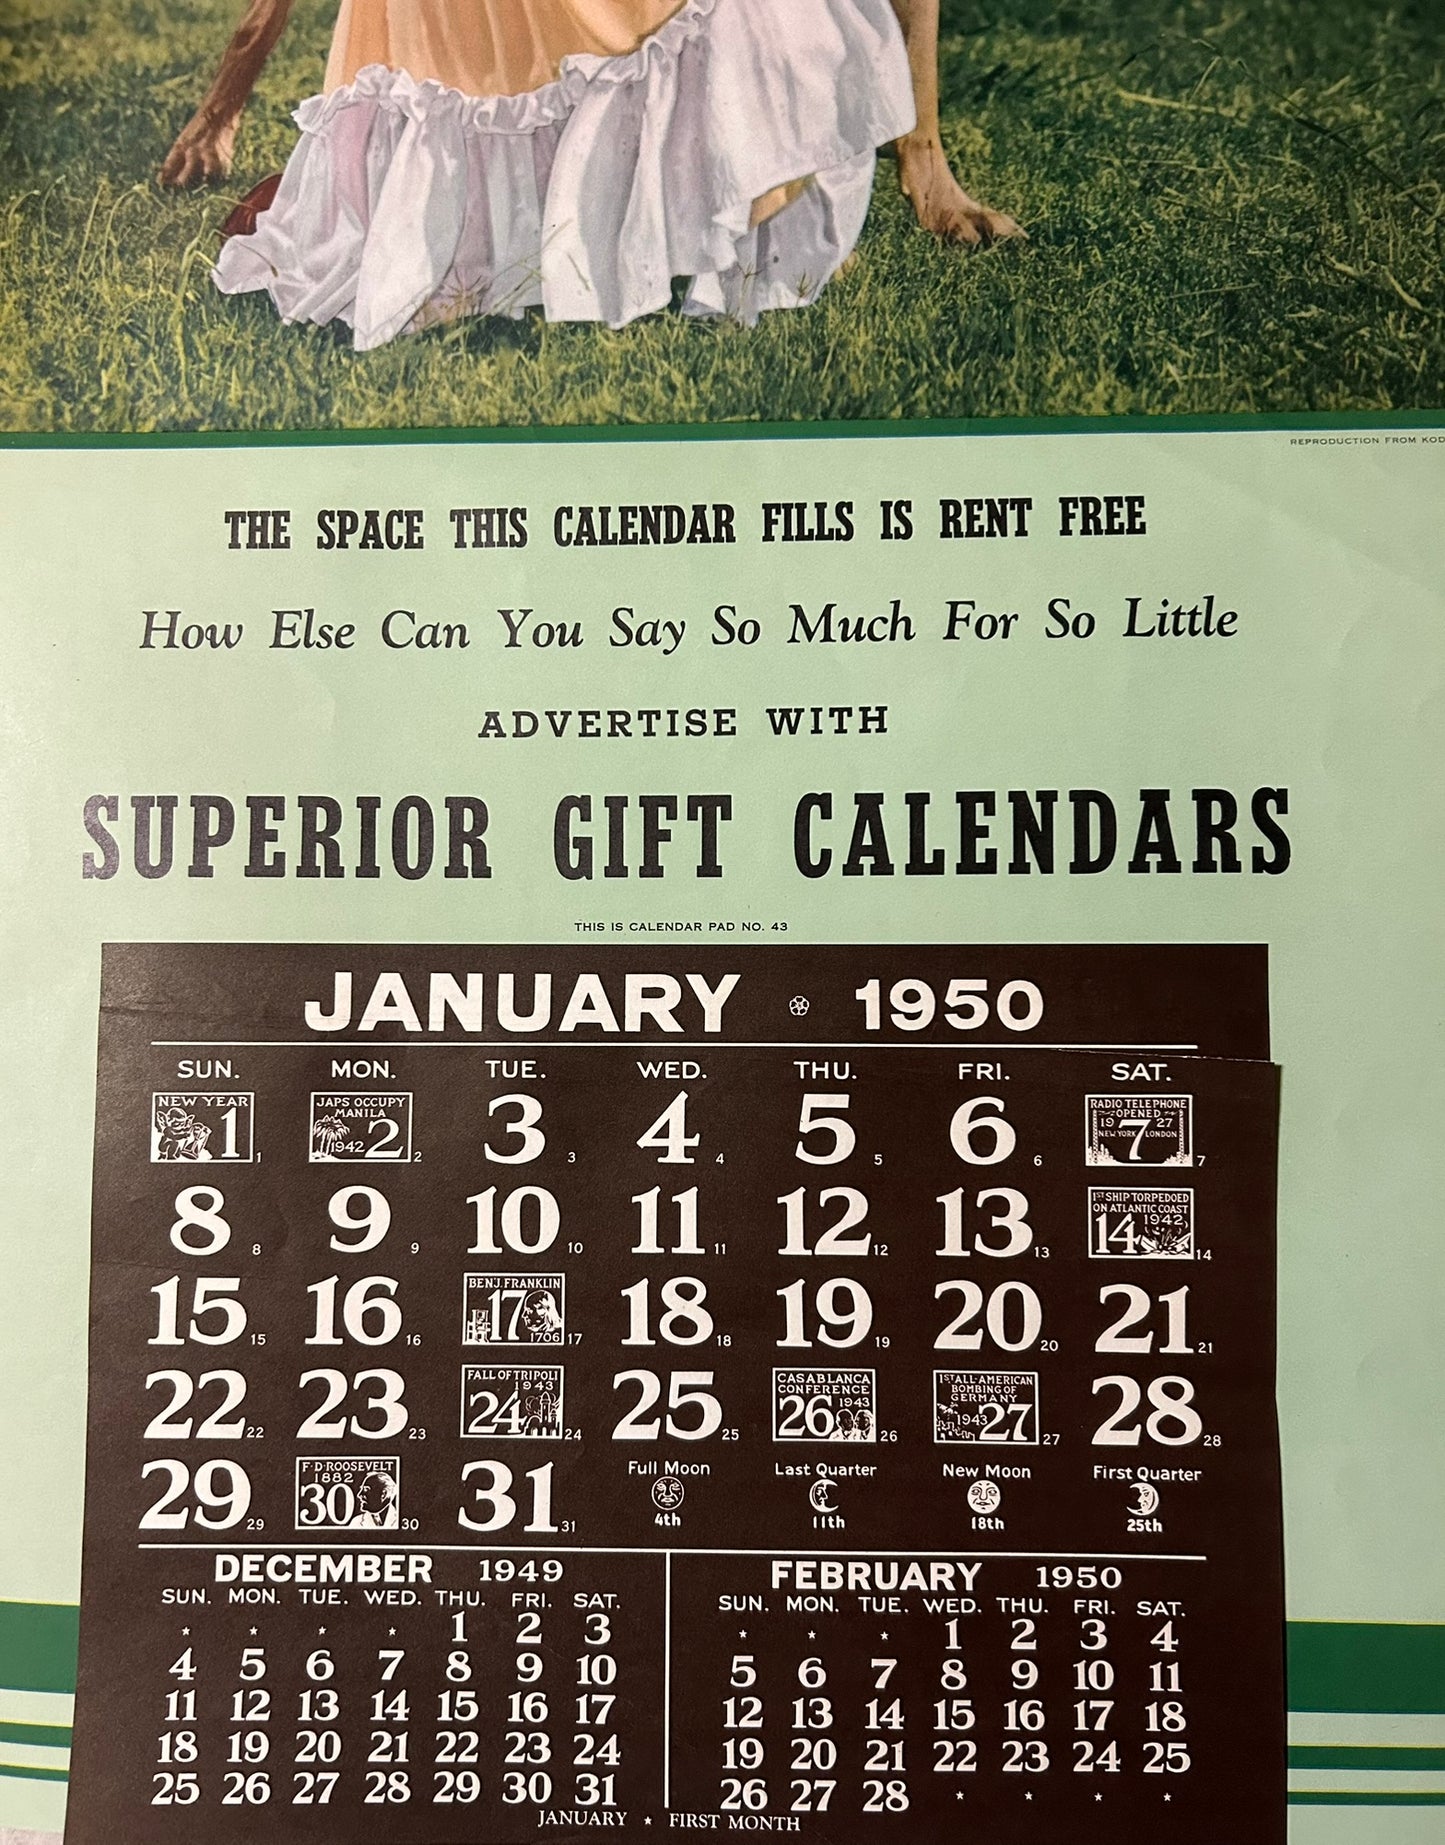 REPRODUCTION FROM KOD
THE SPACE THIS CALENDAR FILLS IS RENT FREE
How Else Can You Say So Much For So Little
ADVERTISE WITH
SUPERIOR GIFT CALENDARS
THIS IS CALENDAR PAD NO. 43
JANUARY 1950
SUN. MON. TUE. WED. THU. FRI. SAT.
NEW YEAR 1 1
JAPS OCCUPY MANILA 1942 2 2
3 3
4 4
5 5
6 6
RADIO TELEPHONE OPENED 1927 NEW YORK LONDON 7 7
8 8
9 9
10 10
11 11
12 12
13 13
1ST SHIP TORPEDOED ON ATLANTIC COAST 1942 14 14
15 15
16 16
BENJ. FRANKLIN 17 1706 17
18 18
19 19
20 20
21 21
22 22
23 23
FALL OF TRIPOLI 1943 24 24
25 25
CASABLANCA CONFERENCE 1943 26 26
1ST ALL-AMERICAN BOMBING OF GERMANY 1943 27 27
28 28
29 29
F·D·ROOSEVELT 1882 30 30
31 31
Full Moon 4th
Last Quarter 11th
New Moon 18th
First Quarter 25th
DECEMBER 1949
SUN. MON. TUE. WED. THU. FRI. SAT.
* * * * 1 2 3
4 5 6 7 8 9 10
11 12 13 14 15 16 17
18 19 20 21 22 23 24
25 26 27 28 29 30 31
FEBRUARY 1950
SUN. MON. TUE. WED. THU. FRI. SAT.
* * * 1 2 3 4
5 6 7 8 9 10 11
12 13 14 15 16 17 18
19 20 21 22 23 24 25
26 27 28 * * * *
JANUARY ★ FIRST MONTH